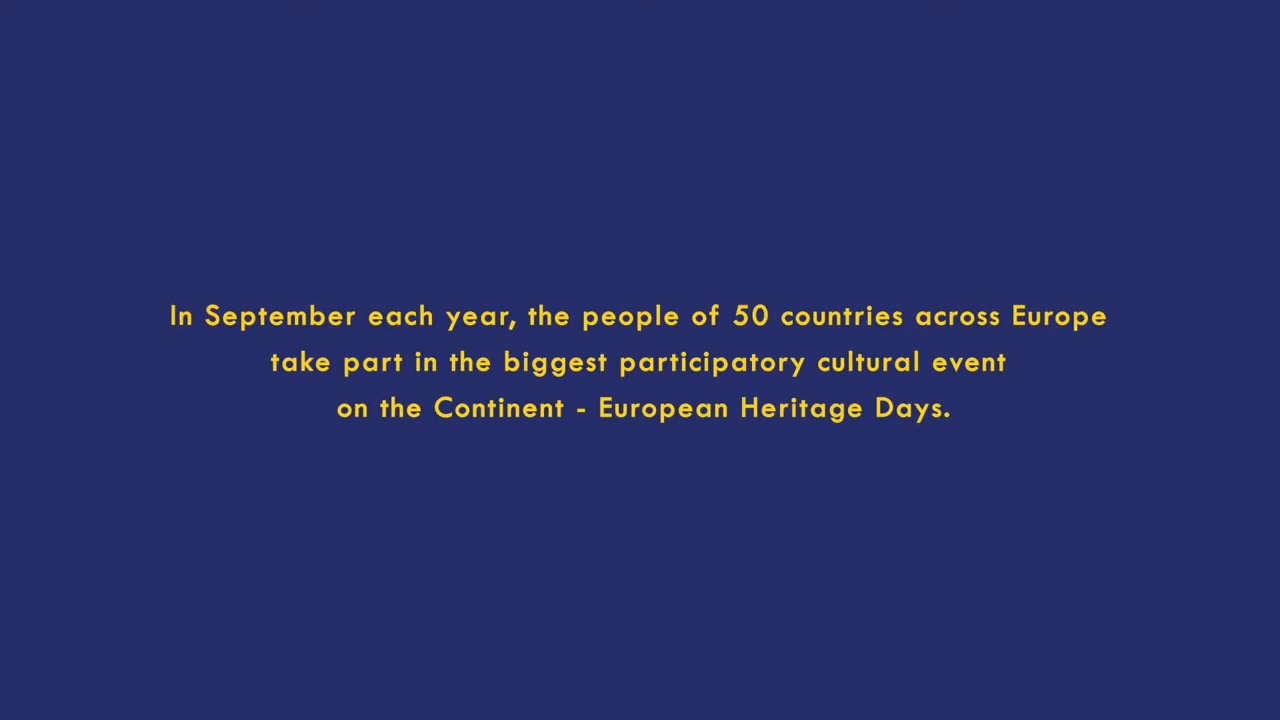 In September each year, the people of 50 countries across Europe
take part in the biggest participatory cultural event
on the Continent - European Heritage Days.